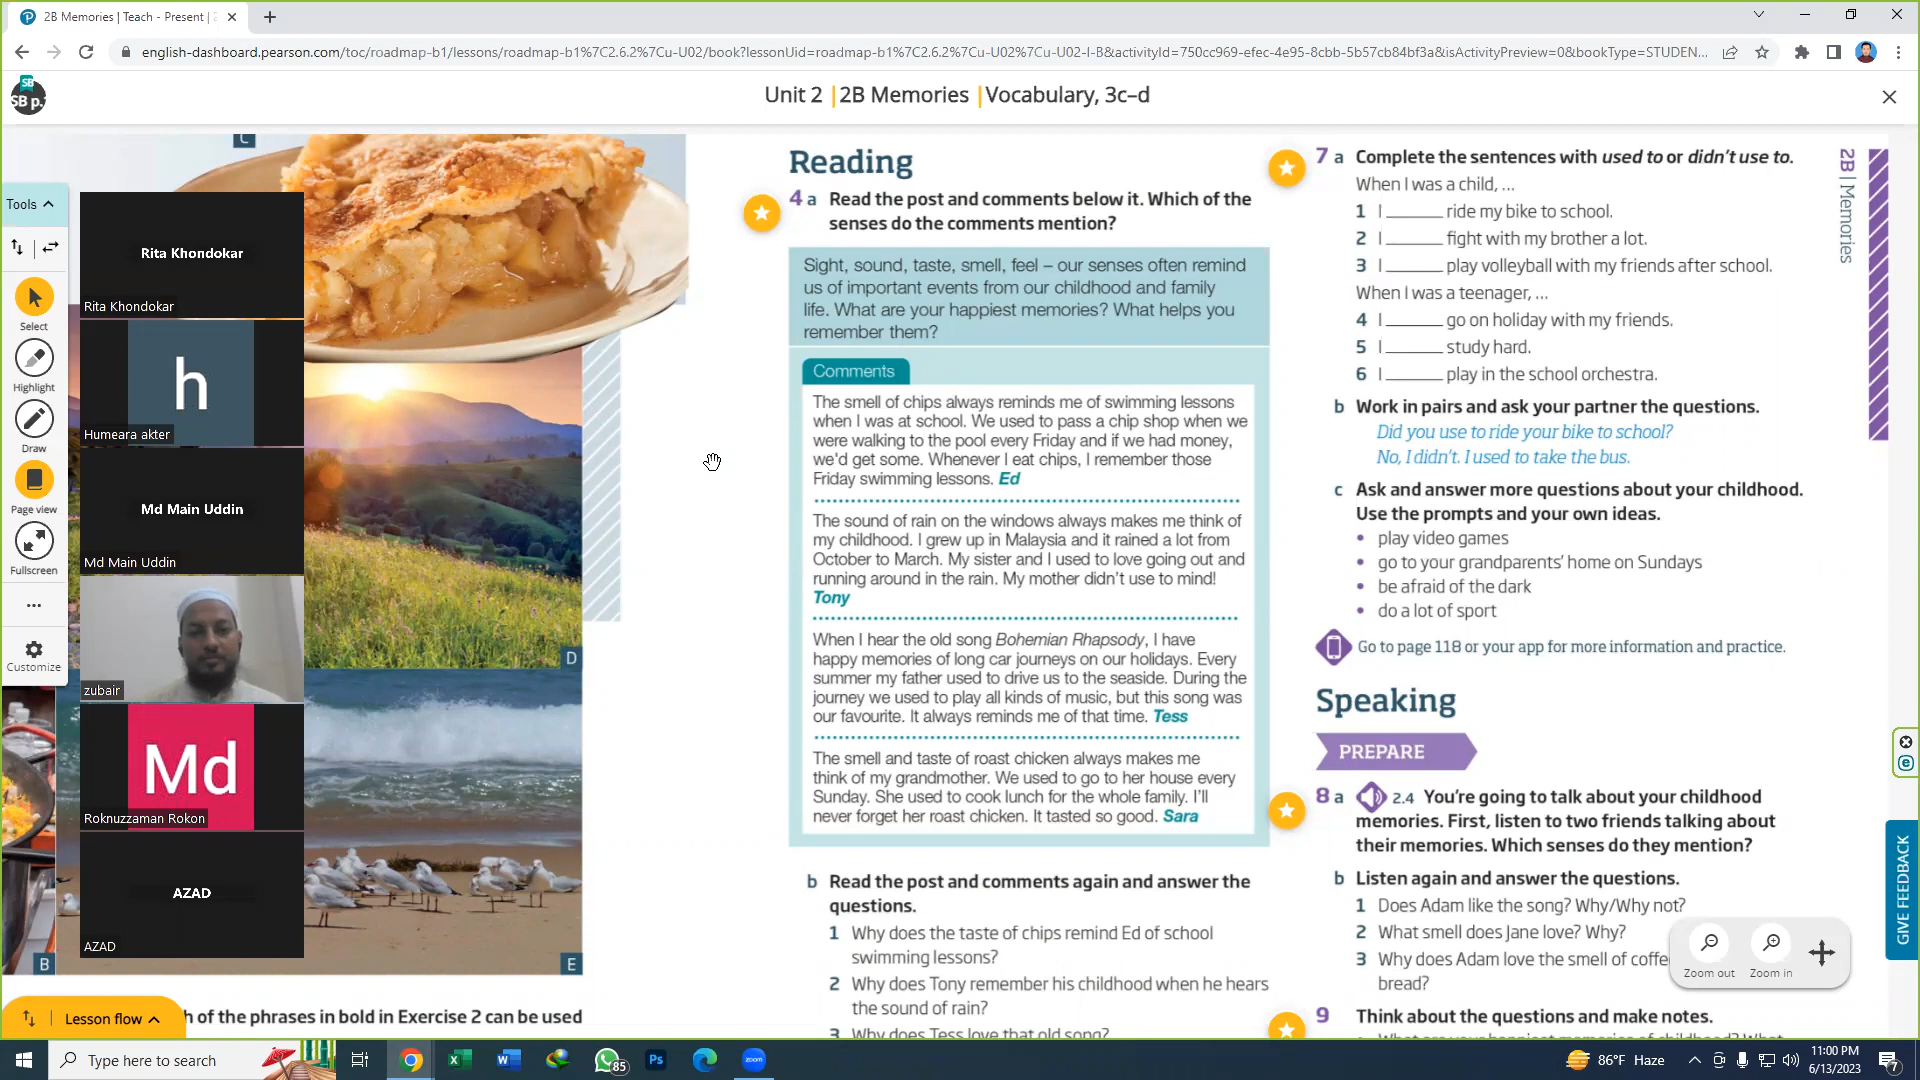 2B Memories | Teach - Present | 2
english-dashboard.pearson.com/toc/roadmap-b1/lessons/roadmap-b1%7C2.6.2%7Cu-U02/book?lessonUid=roadmap-b1%7C2.6.2%7Cu-U02%7Cu-U02-I-B&activityId=750cc969-efec-4e95-8cbb-5b57cb84bf3a&isActivityPreview=0&bookType=STUDEN...
SB
SB p.
Unit 2 | 2B Memories | Vocabulary, 3c–d
Tools
Select
Highlight
Draw
Page view
Fullscreen
...
Customize
Rita Khondokar
Rita Khondokar
h
Humeara akter
Md Main Uddin
Md Main Uddin
zubair
Md
Roknuzzaman Rokon
AZAD
AZAD
C
D
B
E
Lesson flow
h of the phrases in bold in Exercise 2 can be used
Reading
4 a Read the post and comments below it. Which of the
senses do the comments mention?
Sight, sound, taste, smell, feel – our senses often remind
us of important events from our childhood and family
life. What are your happiest memories? What helps you
remember them?
Comments
The smell of chips always reminds me of swimming lessons
when I was at school. We used to pass a chip shop when we
were walking to the pool every Friday and if we had money,
we'd get some. Whenever I eat chips, I remember those
Friday swimming lessons. Ed
The sound of rain on the windows always makes me think of
my childhood. I grew up in Malaysia and it rained a lot from
October to March. My sister and I used to love going out and
running around in the rain. My mother didn't use to mind!
Tony
When I hear the old song Bohemian Rhapsody, I have
happy memories of long car journeys on our holidays. Every
summer my father used to drive us to the seaside. During the
journey we used to play all kinds of music, but this song was
our favourite. It always reminds me of that time. Tess
The smell and taste of roast chicken always makes me
think of my grandmother. We used to go to her house every
Sunday. She used to cook lunch for the whole family. I'll
never forget her roast chicken. It tasted so good. Sara
b Read the post and comments again and answer the
questions.
1 Why does the taste of chips remind Ed of school
swimming lessons?
2 Why does Tony remember his childhood when he hears
the sound of rain?
3 Why does Tess love that old song?
7 a Complete the sentences with used to or didn't use to.
When I was a child, ...
1 I ______ ride my bike to school.
2 I ______ fight with my brother a lot.
3 I ______ play volleyball with my friends after school.
When I was a teenager, ...
4 I ______ go on holiday with my friends.
5 I ______ study hard.
6 I ______ play in the school orchestra.
b Work in pairs and ask your partner the questions.
Did you use to ride your bike to school?
No, I didn't. I used to take the bus.
c Ask and answer more questions about your childhood.
Use the prompts and your own ideas.
• play video games
• go to your grandparents' home on Sundays
• be afraid of the dark
• do a lot of sport
Go to page 118 or your app for more information and practice.
Speaking
PREPARE
8 a 2.4 You're going to talk about your childhood
memories. First, listen to two friends talking about
their memories. Which senses do they mention?
b Listen again and answer the questions.
1 Does Adam like the song? Why/Why not?
2 What smell does Jane love? Why?
3 Why does Adam love the smell of coffe
bread?
9 Think about the questions and make notes.
2B | Memories
Zoom out
Zoom in
GIVE FEEDBACK
Type here to search
85
Ps
zoom
86°F Haze
11:00 PM
6/13/2023
7